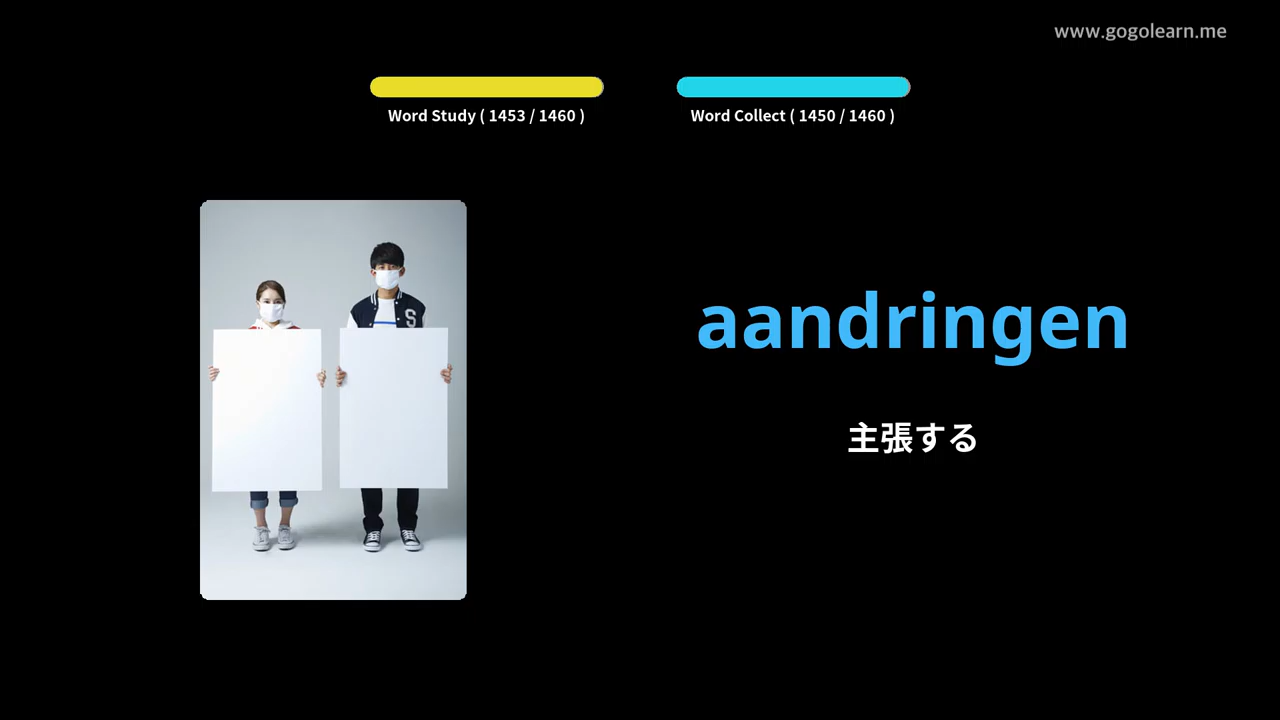 www.gogolearn.me
Word Study ( 1453 / 1460 )
Word Collect ( 1450 / 1460 )
S
aandringen
主張する